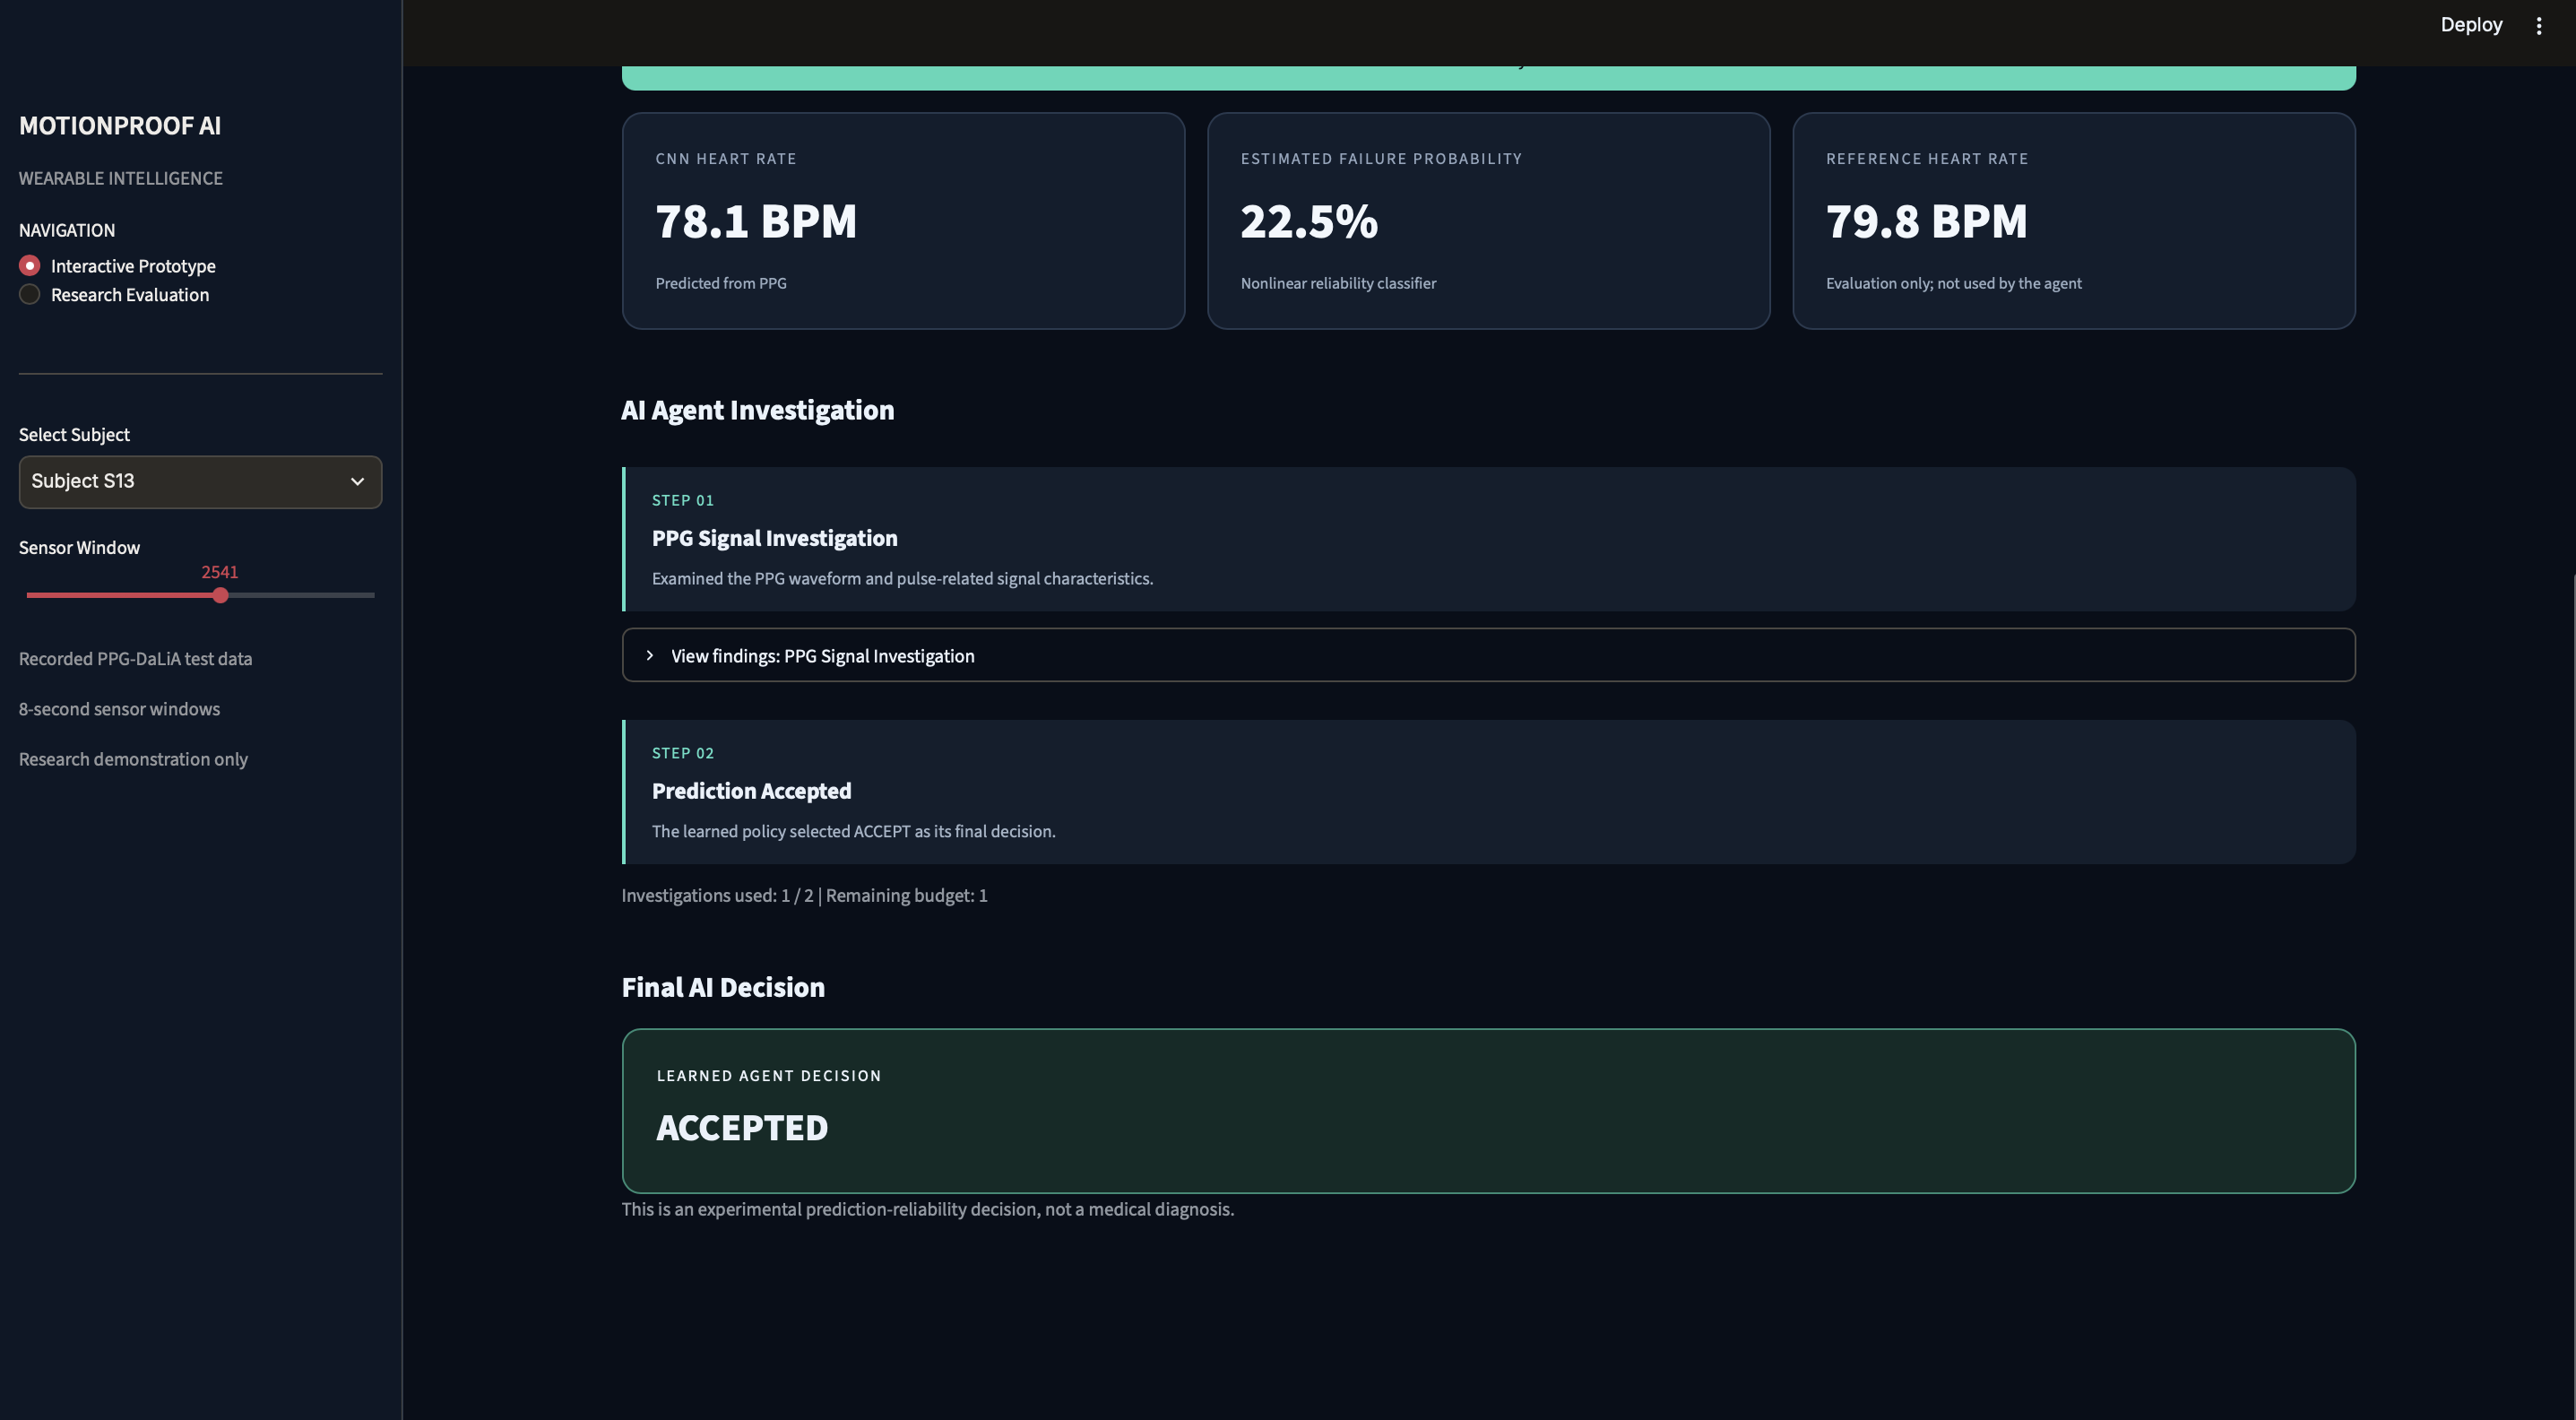 Deploy
MOTIONPROOF AI
WEARABLE INTELLIGENCE
NAVIGATION
Interactive Prototype
Research Evaluation
Select Subject
Subject S13
Sensor Window
2541
Recorded PPG-DaLiA test data
8-second sensor windows
Research demonstration only
CNN HEART RATE
78.1 BPM
Predicted from PPG
ESTIMATED FAILURE PROBABILITY
22.5%
Nonlinear reliability classifier
REFERENCE HEART RATE
79.8 BPM
Evaluation only; not used by the agent
AI Agent Investigation
STEP 01
PPG Signal Investigation
Examined the PPG waveform and pulse-related signal characteristics.
View findings: PPG Signal Investigation
STEP 02
Prediction Accepted
The learned policy selected ACCEPT as its final decision.
Investigations used: 1 / 2 | Remaining budget: 1
Final AI Decision
LEARNED AGENT DECISION
ACCEPTED
This is an experimental prediction-reliability decision, not a medical diagnosis.